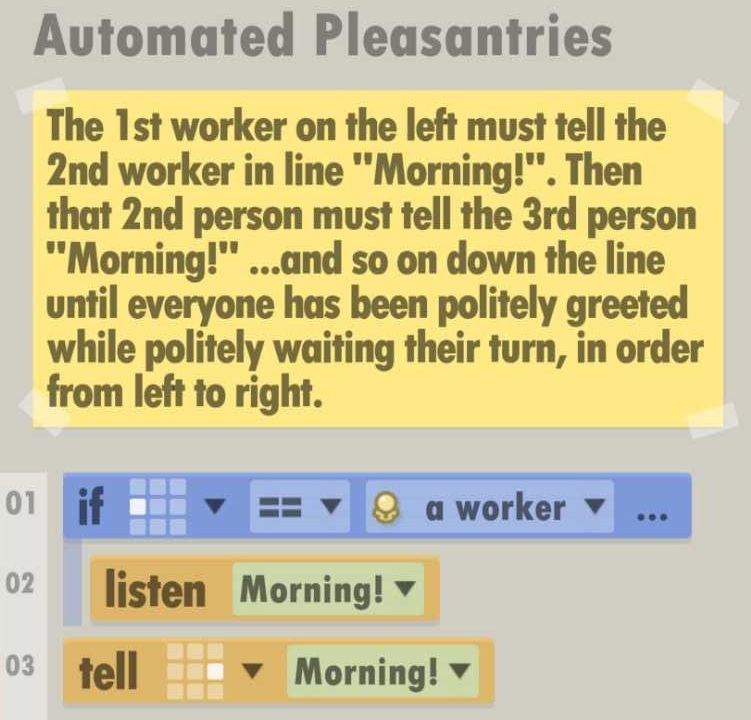 Automated Pleasantries
The 1st worker on the left must tell the
2nd worker in line "Morning!". Then
that 2nd person must tell the 3rd person
"Morning!" ...and so on down the line
until everyone has been politely greeted
while politely waiting their turn, in order
from left to right.
01 if == a worker ...
02 listen Morning!
03 tell Morning!